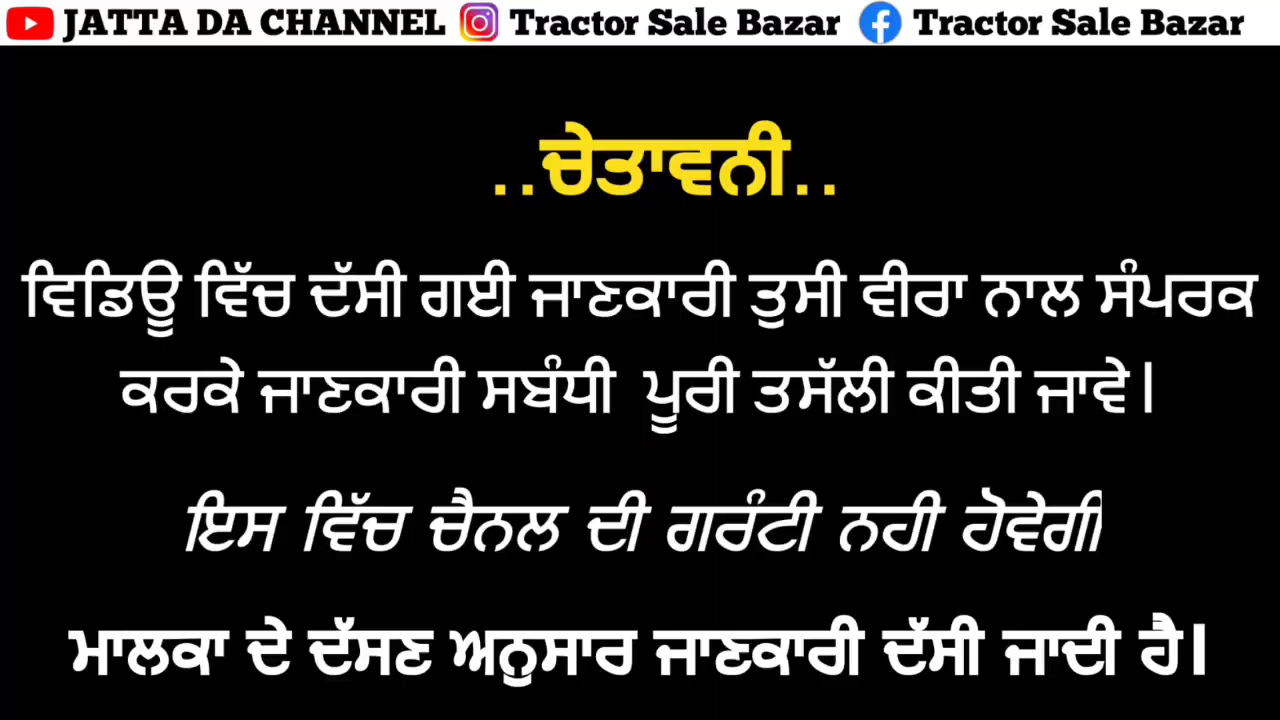 JATTA DA CHANNEL Tractor Sale Bazar Tractor Sale Bazar
..ਚੇਤਾਵਨੀ..
ਵਿਡਿਊ ਵਿੱਚ ਦੱਸੀ ਗਈ ਜਾਣਕਾਰੀ ਤੁਸੀ ਵੀਰਾ ਨਾਲ ਸੰਪਰਕ
ਕਰਕੇ ਜਾਣਕਾਰੀ ਸਬੰਧੀ ਪੂਰੀ ਤਸੱਲੀ ਕੀਤੀ ਜਾਵੇ।
ਇਸ ਵਿੱਚ ਚੈਨਲ ਦੀ ਗਰੰਟੀ ਨਹੀ ਹੋਵੇਗੀ
ਮਾਲਕਾ ਦੇ ਦੱਸਣ ਅਨੁਸਾਰ ਜਾਣਕਾਰੀ ਦੱਸੀ ਜਾਦੀ ਹੈ।